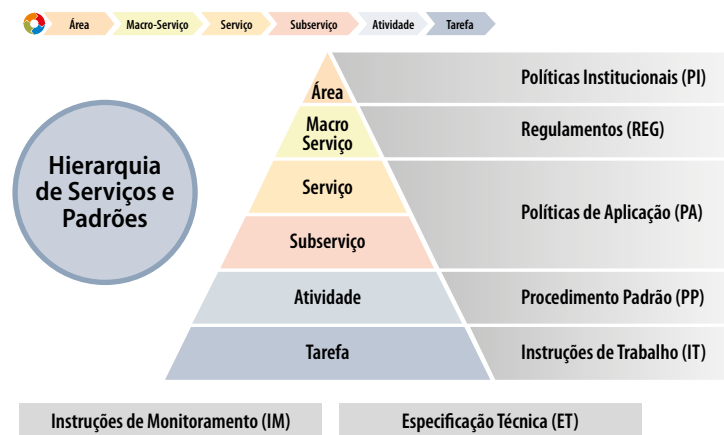 Área Macro-Serviço Serviço Subserviço Atividade Tarefa
Hierarquia
de Serviços e
Padrões
Área
Macro
Serviço
Serviço
Subserviço
Atividade
Tarefa
Políticas Institucionais (PI)
Regulamentos (REG)
Políticas de Aplicação (PA)
Procedimento Padrão (PP)
Instruções de Trabalho (IT)
Instruções de Monitoramento (IM)
Especificação Técnica (ET)